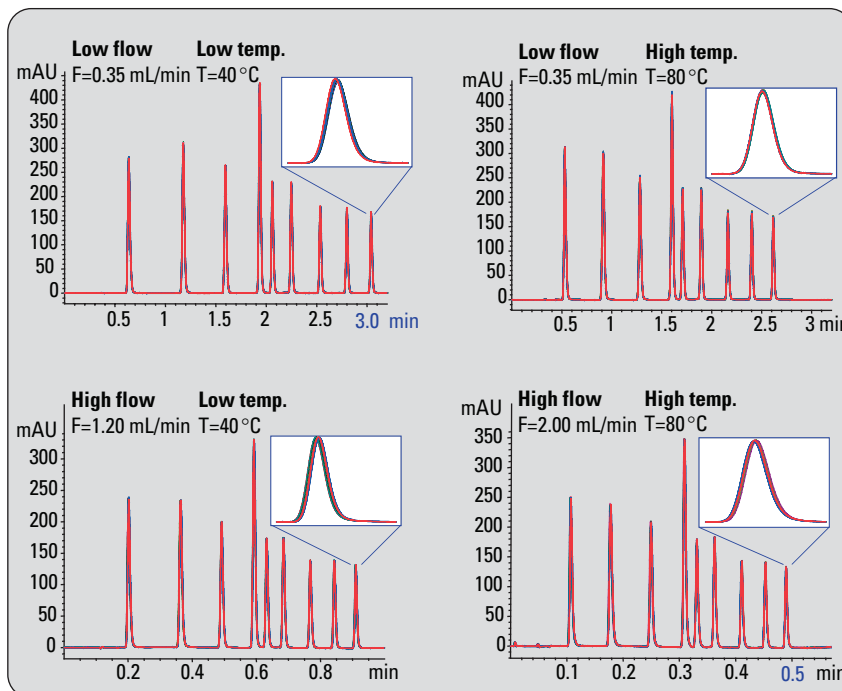 Low flow Low temp.
mAU F=0.35 mL/min T=40 °C
400
350
300
250
200
150
100
50
0
0.5 1 1.5 2 2.5 3.0 min
Low flow High temp.
mAU F=0.35 mL/min T=80 °C
400
350
300
250
200
150
100
50
0
0.5 1 1.5 2 2.5 3 min
High flow Low temp.
mAU F=1.20 mL/min T=40 °C
300
250
200
150
100
50
0
0.2 0.4 0.6 0.8 min
High flow High temp.
mAU F=2.00 mL/min T=80 °C
350
300
250
200
150
100
50
0
0.1 0.2 0.3 0.4 0.5 min